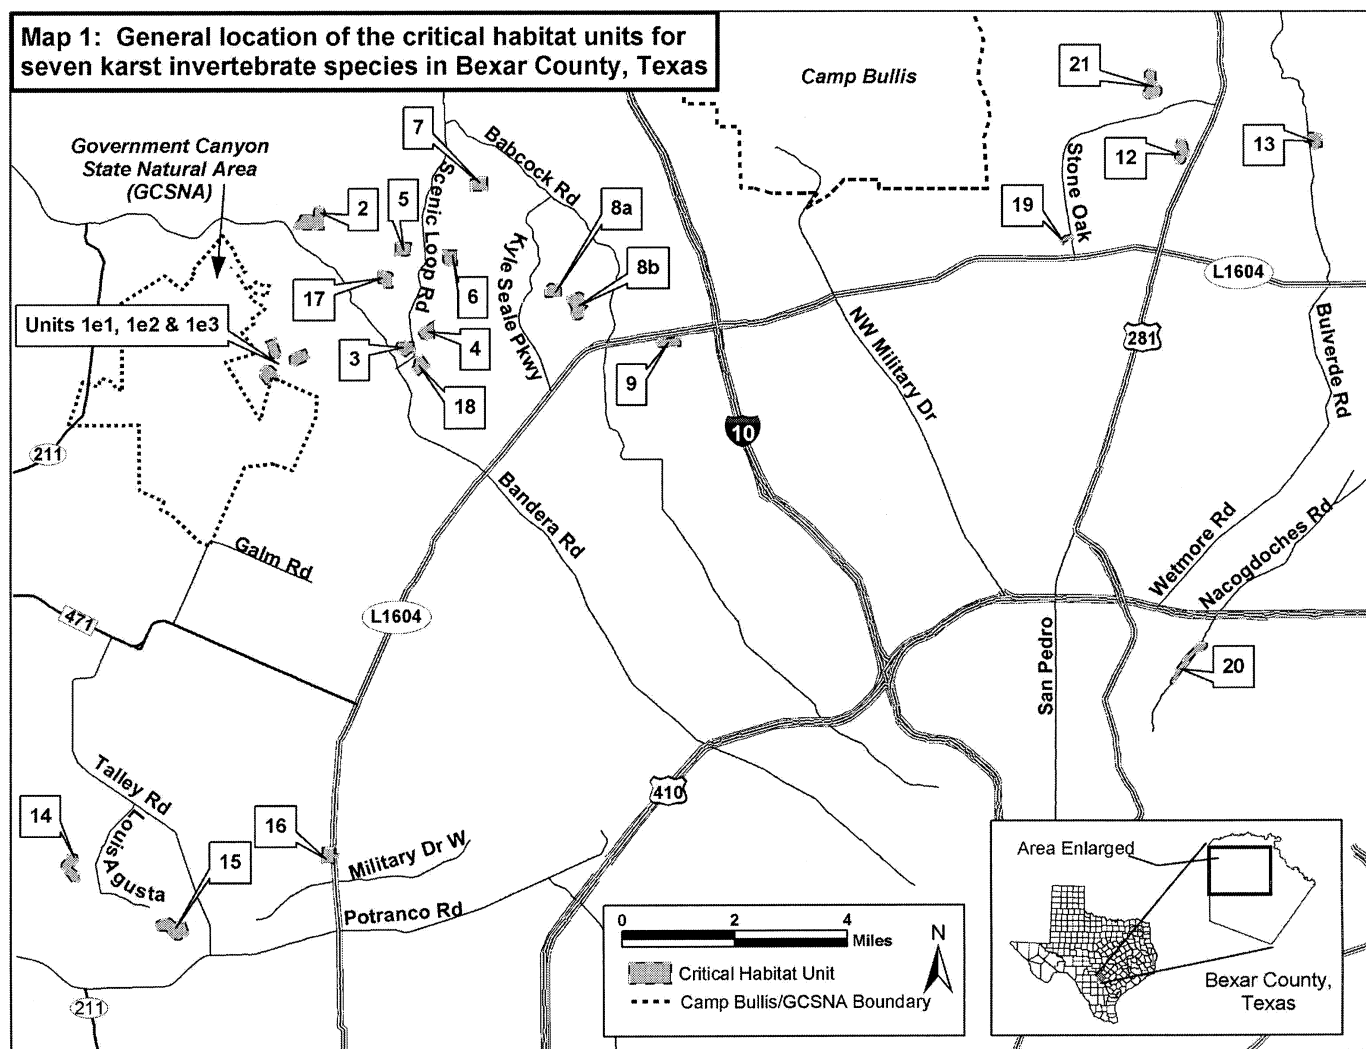 Map 1: General location of the critical habitat units for
seven karst invertebrate species in Bexar County, Texas
Camp Bullis
21
Government Canyon
State Natural Area
(GCSNA)
7
Babcock Rd
Scenic Loop Rd
Stone Oak
12
13
2
5
8a
19
Kyle Seale Pkwy
8b
17
6
L1604
Units 1e1, 1e2 & 1e3
NW Military Dr
Bulverde Rd
281
3
4
9
18
10
211
Bandera Rd
Wetmore Rd
Nacogdoches Rd
Galm Rd
471
L1604
San Pedro
20
Talley Rd
410
14
Louis Agusta
16
Military Dr W
15
Potranco Rd
211
0 2 4
Miles
N
Critical Habitat Unit
Camp Bullis/GCSNA Boundary
Area Enlarged
Bexar County,
Texas